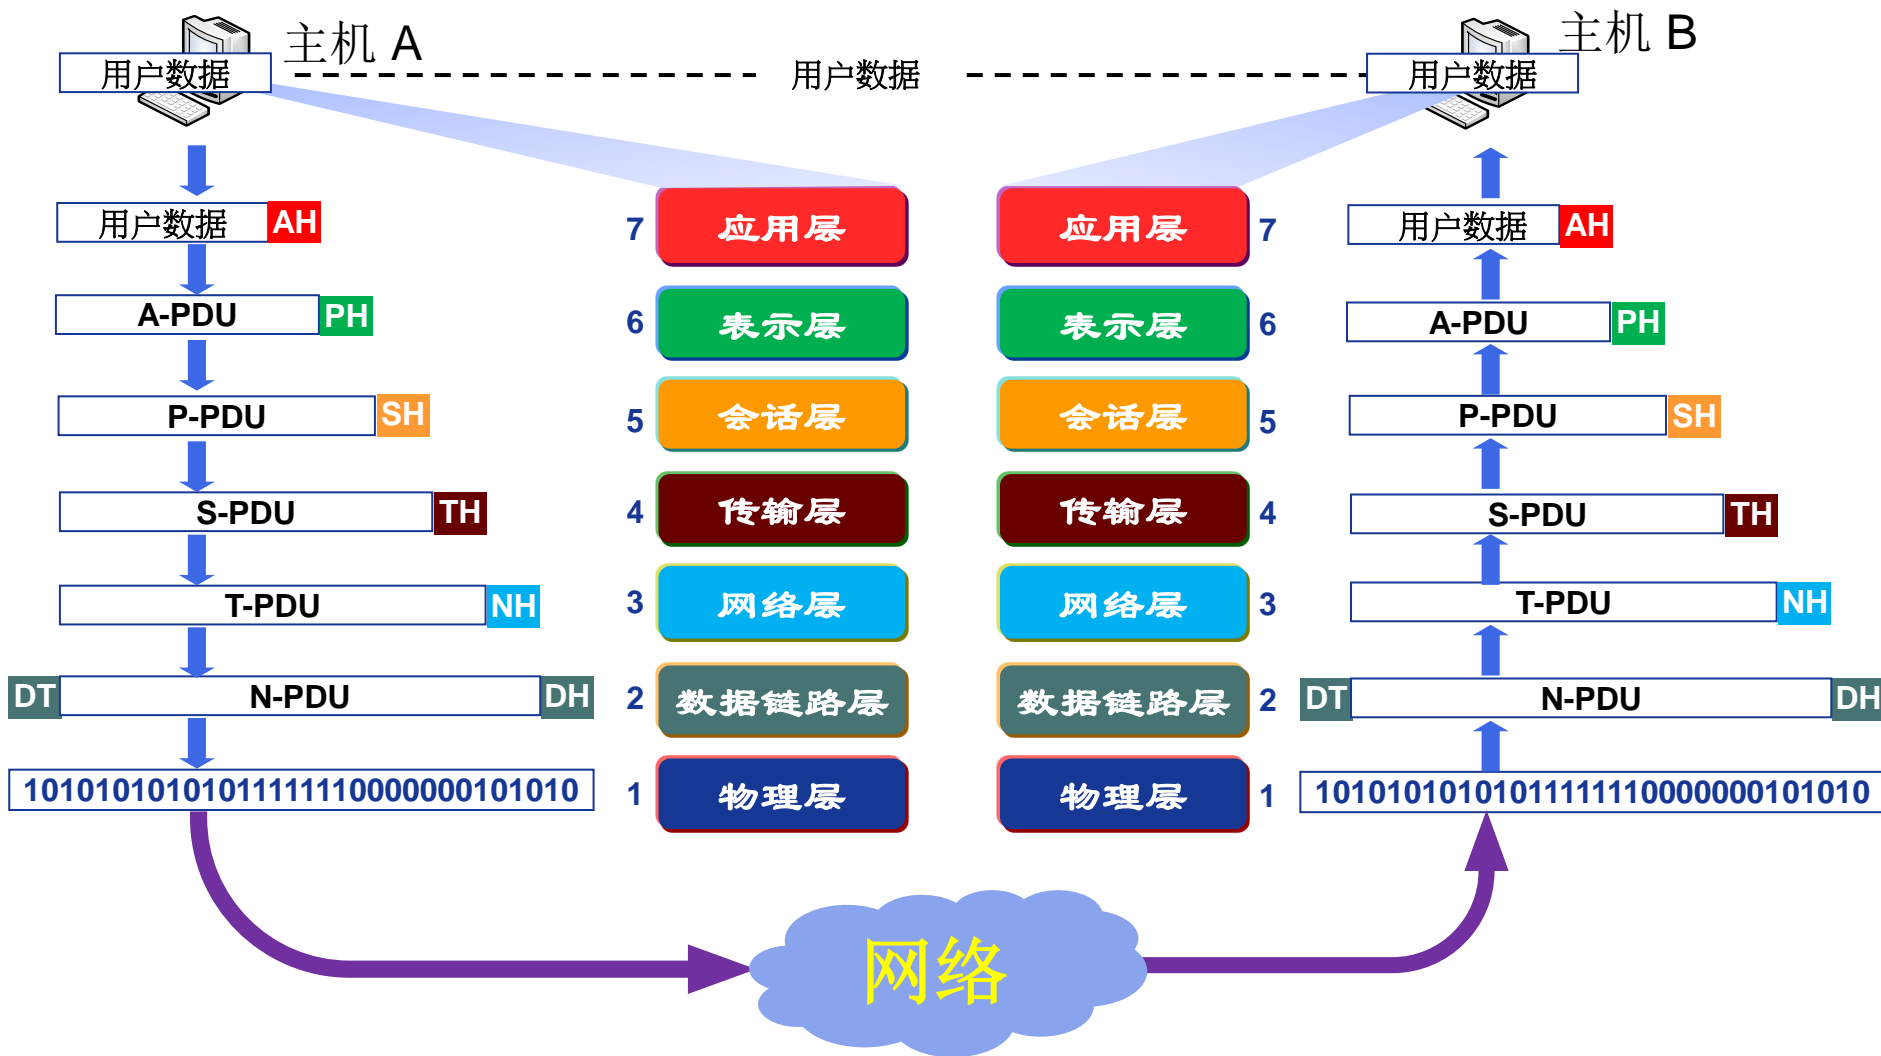 主机 A
主机 B
用户数据
用户数据
用户数据
用户数据 AH
7 应用层
应用层 7
用户数据 AH
A-PDU PH
6 表示层
表示层 6
A-PDU PH
P-PDU SH
5 会话层
会话层 5
P-PDU SH
S-PDU TH
4 传输层
传输层 4
S-PDU TH
T-PDU NH
3 网络层
网络层 3
T-PDU NH
DT N-PDU DH
2 数据链路层
数据链路层 2
DT N-PDU DH
1010101010101111111000000010101​0
1 物理层
物理层 1
1010101010101111111000000010101​0
网络